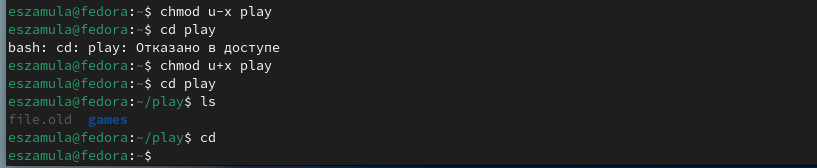 eszamula@fedora:~$ chmod u-x play
eszamula@fedora:~$ cd play
bash: cd: play: Отказано в доступе
eszamula@fedora:~$ chmod u+x play
eszamula@fedora:~$ cd play
eszamula@fedora:~/play$ ls
file.old  games
eszamula@fedora:~/play$ cd
eszamula@fedora:~$